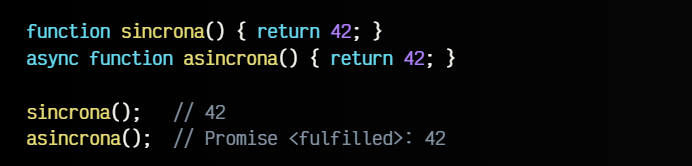 function sincrona() { return 42; }
async function asincrona() { return 42; }
sincrona();   // 42
asincrona();  // Promise <fulfilled>: 42